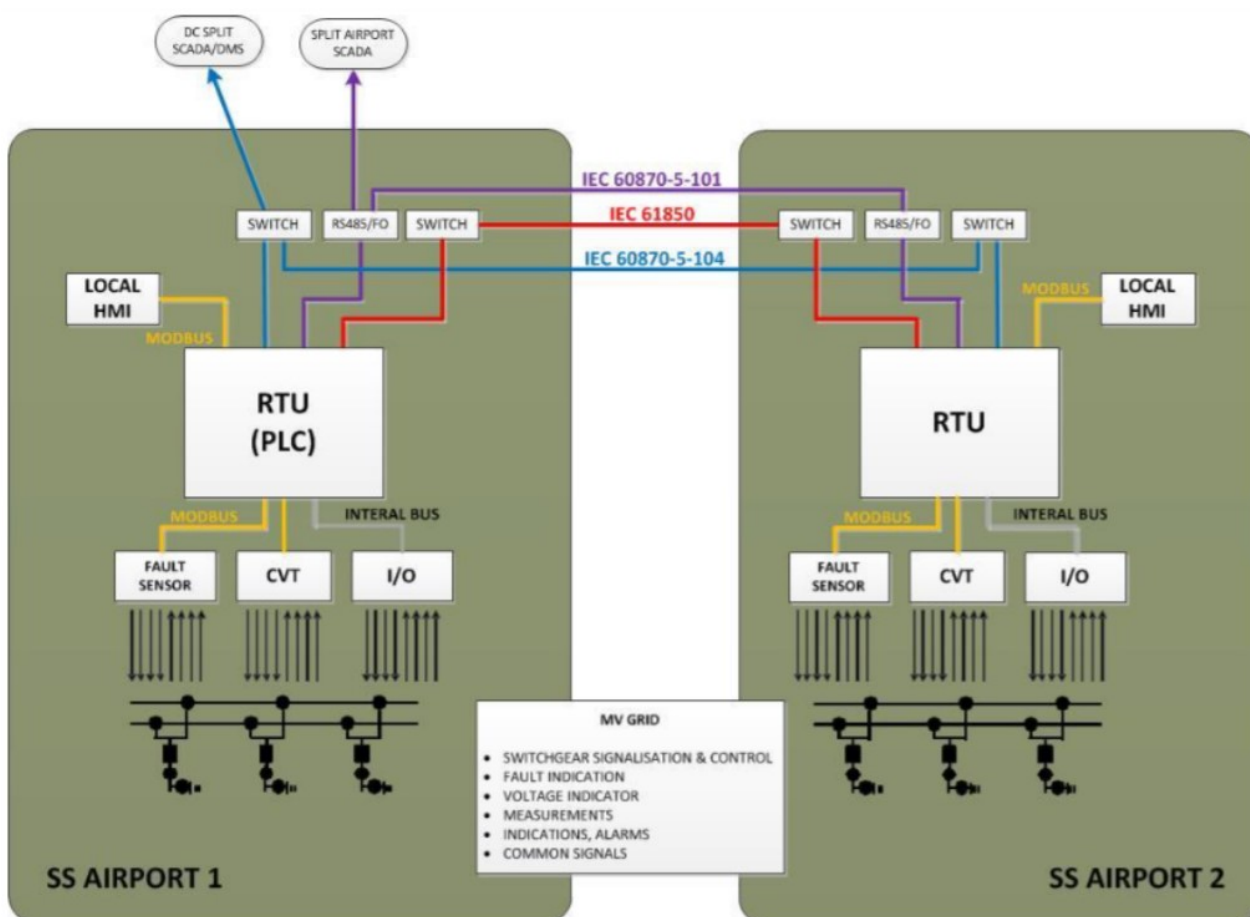 DC SPLIT
SCADA/DMS
SPLIT AIRPORT
SCADA
IEC 60870-5-101
SWITCH
RS485/FO
SWITCH
IEC 61850
SWITCH
RS485/FO
SWITCH
IEC 60870-5-104
LOCAL
HMI
MODBUS
MODBUS
LOCAL
HMI
RTU
(PLC)
RTU
MODBUS
INTERAL BUS
MODBUS
INTERAL BUS
FAULT
SENSOR
CVT
I/O
FAULT
SENSOR
CVT
I/O
MV GRID
• SWITCHGEAR SIGNALISATION & CONTROL
• FAULT INDICATION
• VOLTAGE INDICATOR
• MEASUREMENTS
• INDICATIONS, ALARMS
• COMMON SIGNALS
SS AIRPORT 1
SS AIRPORT 2